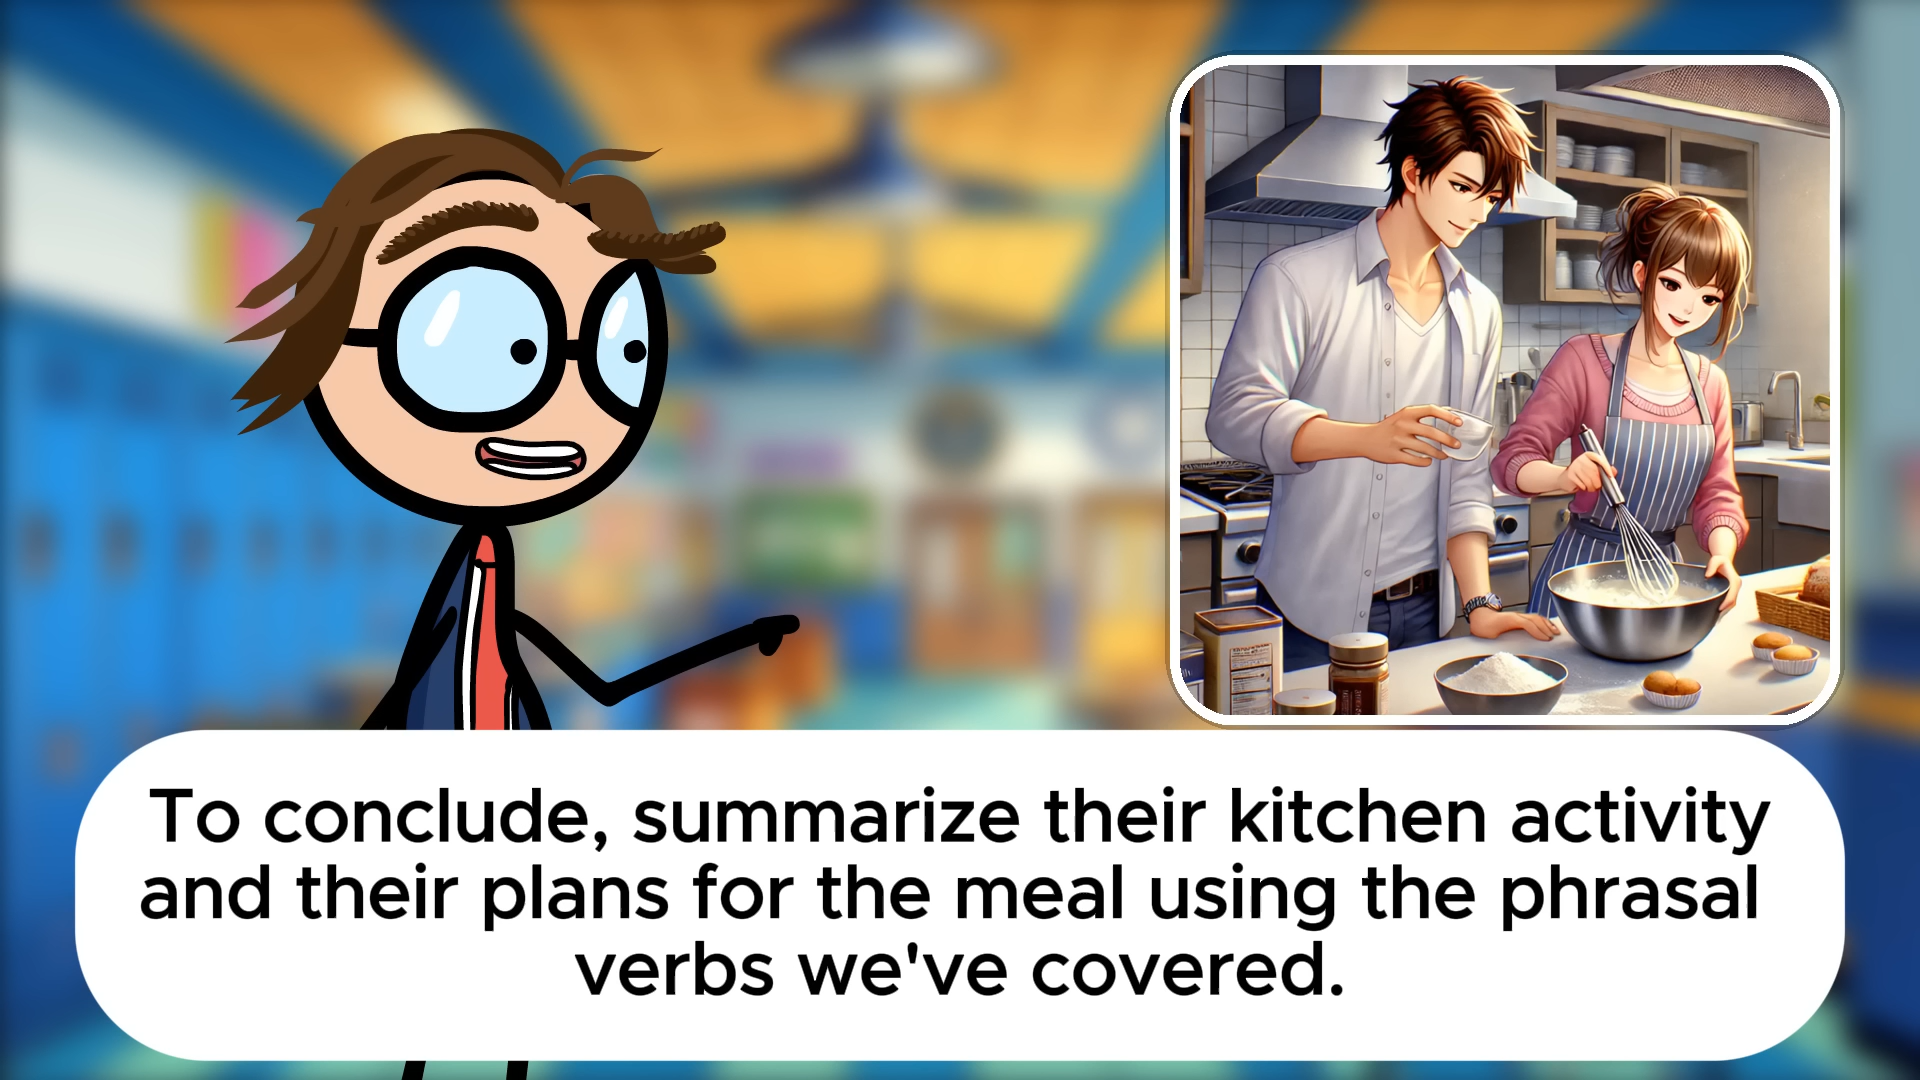 To conclude, summarize their kitchen activity
and their plans for the meal using the phrasal
verbs we've covered.